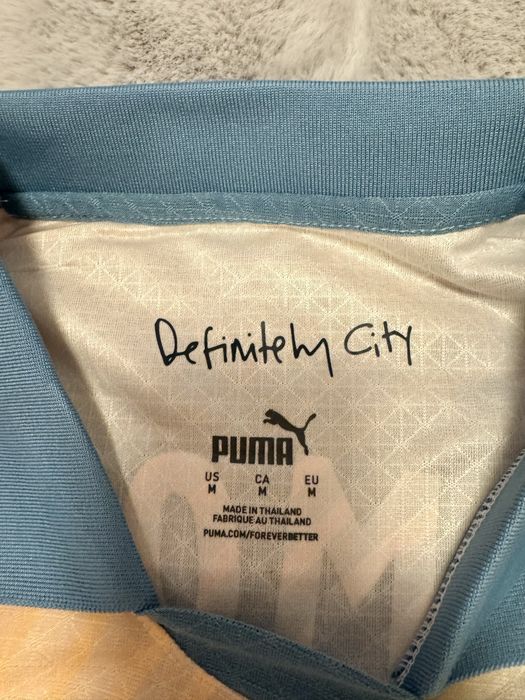 Definitely City
PUMA
US CA EU
M M M
MADE IN THAILAND
FABRIQUE AU THAILAND
PUMA.COM/FOREVERBETTER